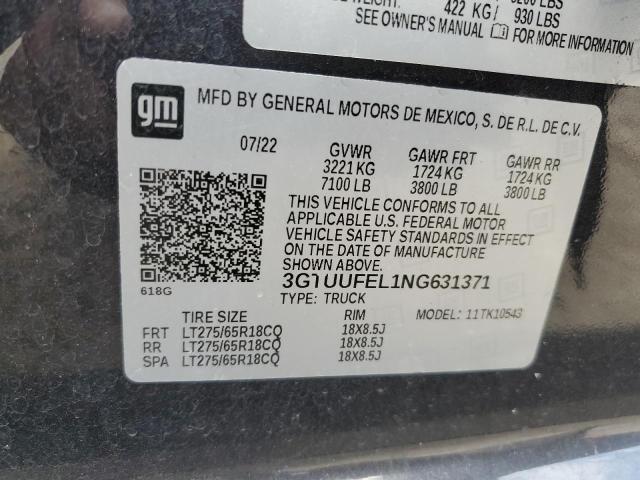 WEIGHT: 422 KG/ 930 LBS
SEE OWNER'S MANUAL FOR MORE INFORMATION
gm
MFD BY GENERAL MOTORS DE MEXICO, S. DE R.L. DE C.V.
07/22
GVWR GAWR FRT GAWR RR
3221 KG 1724 KG 1724 KG
7100 LB 3800 LB 3800 LB
THIS VEHICLE CONFORMS TO ALL
APPLICABLE U.S. FEDERAL MOTOR
VEHICLE SAFETY STANDARDS IN EFFECT
ON THE DATE OF MANUFACTURE
SHOWN ABOVE.
618G
3G1UUFEL1NG631371
TYPE: TRUCK MODEL: 11TK10543
TIRE SIZE RIM
FRT LT275/65R18CQ 18X8.5J
RR LT275/65R18CQ 18X8.5J
SPA LT275/65R18CQ 18X8.5J